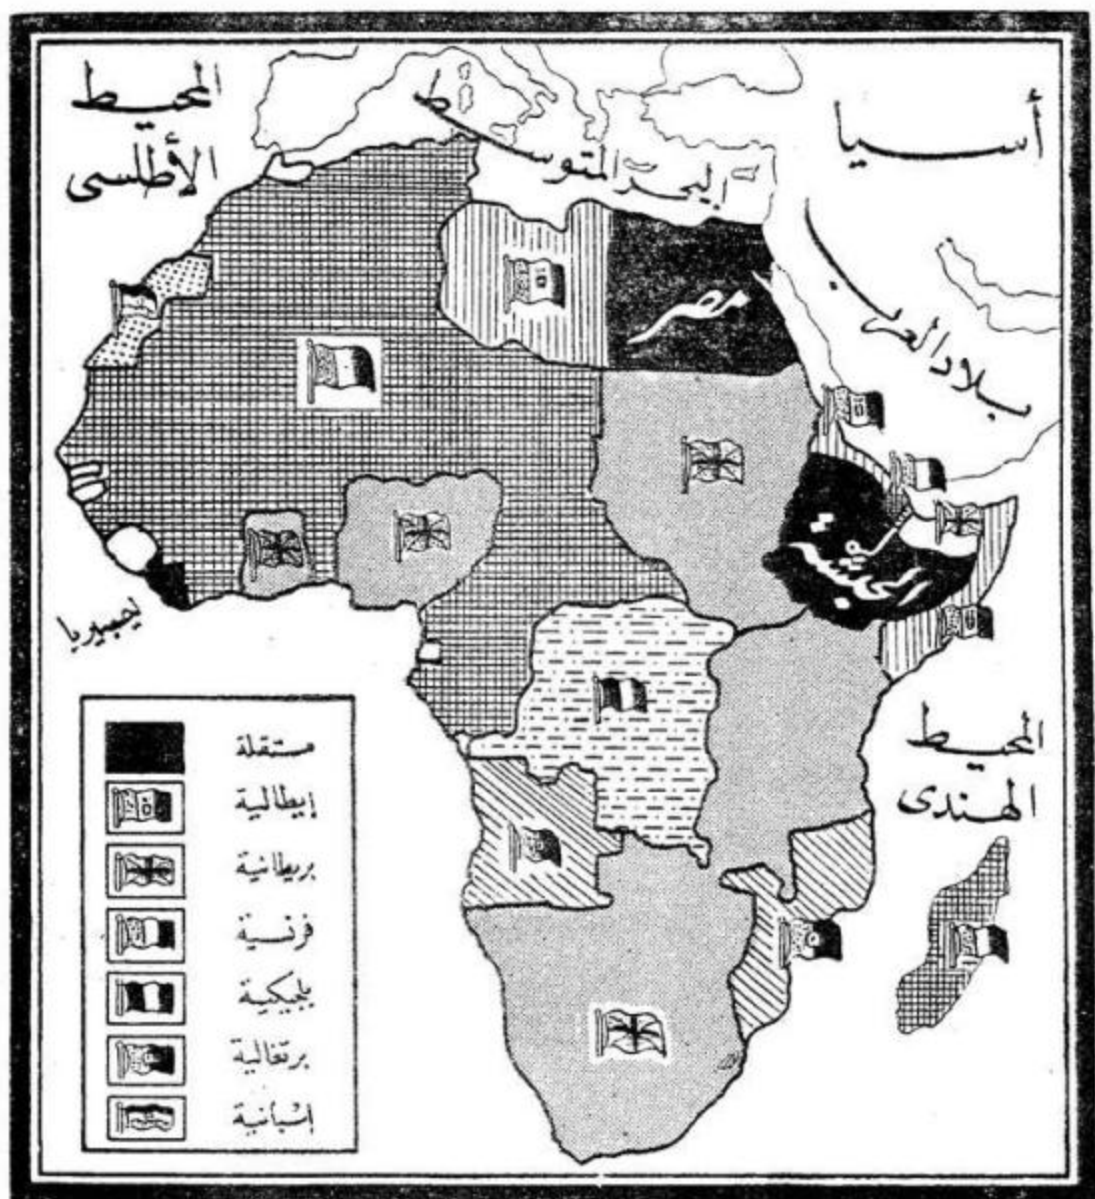 المحيط
الأطلسى
البحر المتوسط
أسيا
بلاد العرب
مصر
الحبشة
ليبيريا
المحيط
الهندى
مستقلة
إيطالية
بريطانية
فرنسية
بلجيكية
برتغالية
إسبانية